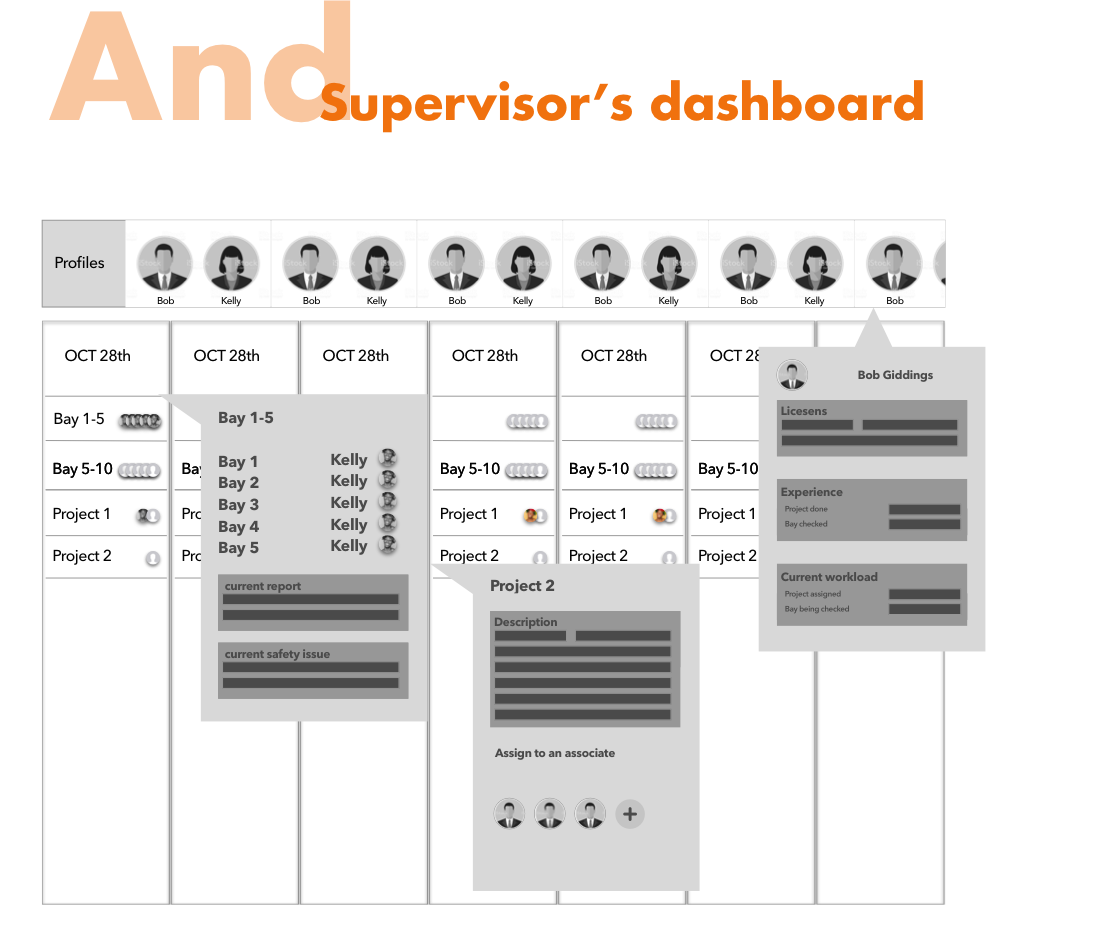 And
Supervisor’s dashboard
Profiles
Bob Kelly Bob Kelly Bob Kelly Bob Kelly Bob Kelly Bob
OCT 28th OCT 28th OCT 28th OCT 28th OCT 28th OCT 28
Bay 1-5
Bay 5-10 Bay Bay 5-10 Bay 5-10 Bay 5-10
Project 1 Pro Project 1 Project 1 Project 1
Project 2 Pro Project 2 Project 2 Project 2
Bay 1-5
Bay 1 Kelly
Bay 2 Kelly
Bay 3 Kelly
Bay 4 Kelly
Bay 5 Kelly
current report
current safety issue
Project 2
Description
Assign to an associate
Bob Giddings
Licesens
Experience
Project done
Bay checked
Current workload
Project assigned
Bay being checked